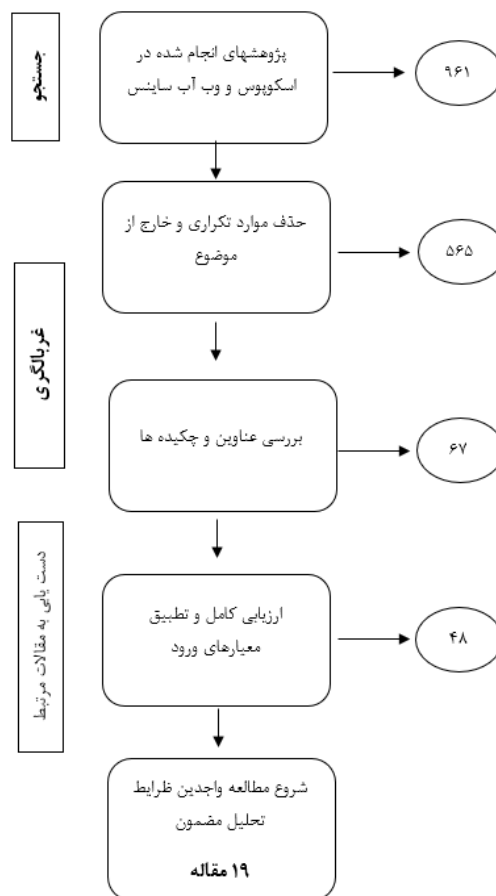 جستجو
پژوهشهای انجام شده در
اسکوپوس و وب آب ساینس
۹۶۱
حذف موارد تکراری و خارج از
موضوع
۵۶۵
غربالگری
بررسی عناوین و چکیده ها
۶۷
دست یابی به مقالات مرتبط
ارزیابی کامل و تطبیق
معیارهای ورود
۴۸
شروع مطالعه واجدین ظرایط
تحلیل مضمون
۱۹ مقاله